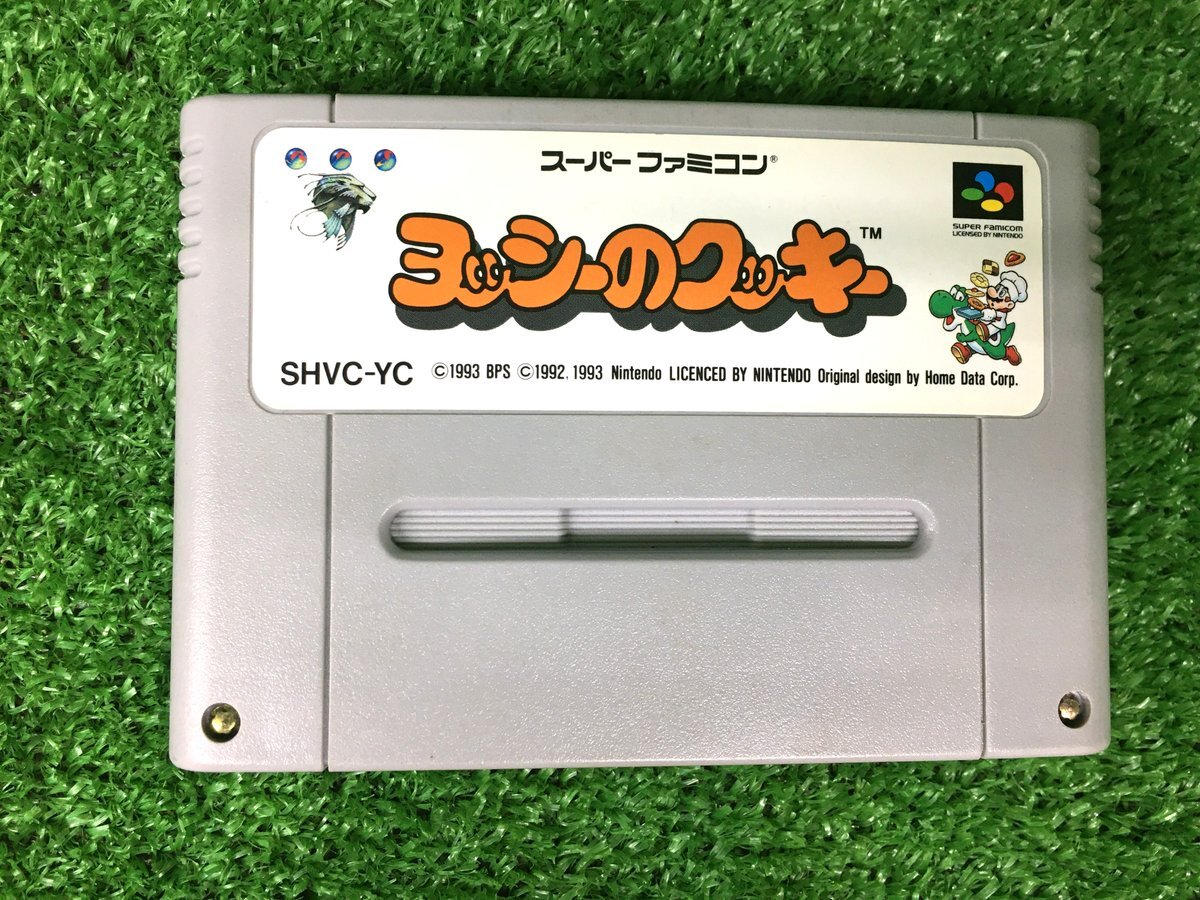 スーパーファミコン®
ヨッシーのクッキー™
SUPER FAMICOM
LICENSED BY NINTENDO
SHVC-YC ©1993 BPS ©1992, 1993 Nintendo LICENCED BY NINTENDO Original design by Home Data Corp.